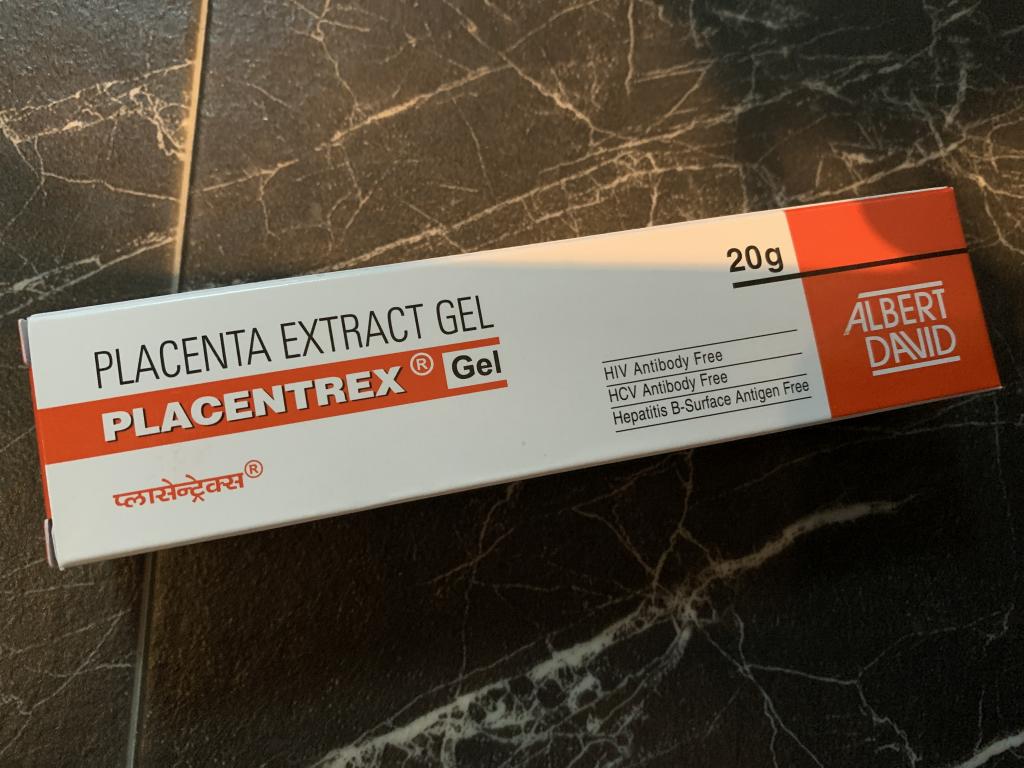 PLACENTA EXTRACT GEL
PLACENTREX® Gel
प्लासेन्ट्रेक्स®
20g
HIV Antibody Free
HCV Antibody Free
Hepatitis B-Surface Antigen Free
ALBERT
DAVID